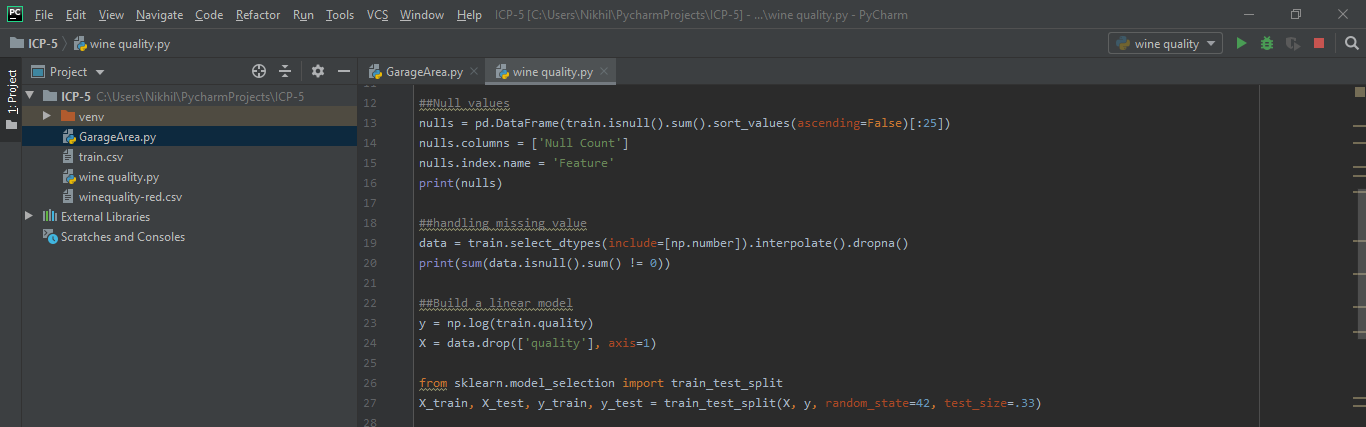 PC File Edit View Navigate Code Refactor Run Tools VCS Window Help ICP-5 [C:\Users\Nikhil\PycharmProjects\ICP-5] - ...\wine quality.py - PyCharm
ICP-5 wine quality.py wine quality
1: Project
Project
ICP-5 C:\Users\Nikhil\PycharmProjects\ICP-5
venv
GarageArea.py
train.csv
wine quality.py
winequality-red.csv
External Libraries
Scratches and Consoles
GarageArea.py wine quality.py
12 ##Null values
13 nulls = pd.DataFrame(train.isnull().sum().sort_values(ascending=False)[:25])
14 nulls.columns = ['Null Count']
15 nulls.index.name = 'Feature'
16 print(nulls)
17
18 ##handling missing value
19 data = train.select_dtypes(include=[np.number]).interpolate().dropna()
20 print(sum(data.isnull().sum() != 0))
21
22 ##Build a linear model
23 y = np.log(train.quality)
24 X = data.drop(['quality'], axis=1)
25
26 from sklearn.model_selection import train_test_split
27 X_train, X_test, y_train, y_test = train_test_split(X, y, random_state=42, test_size=.33)
28